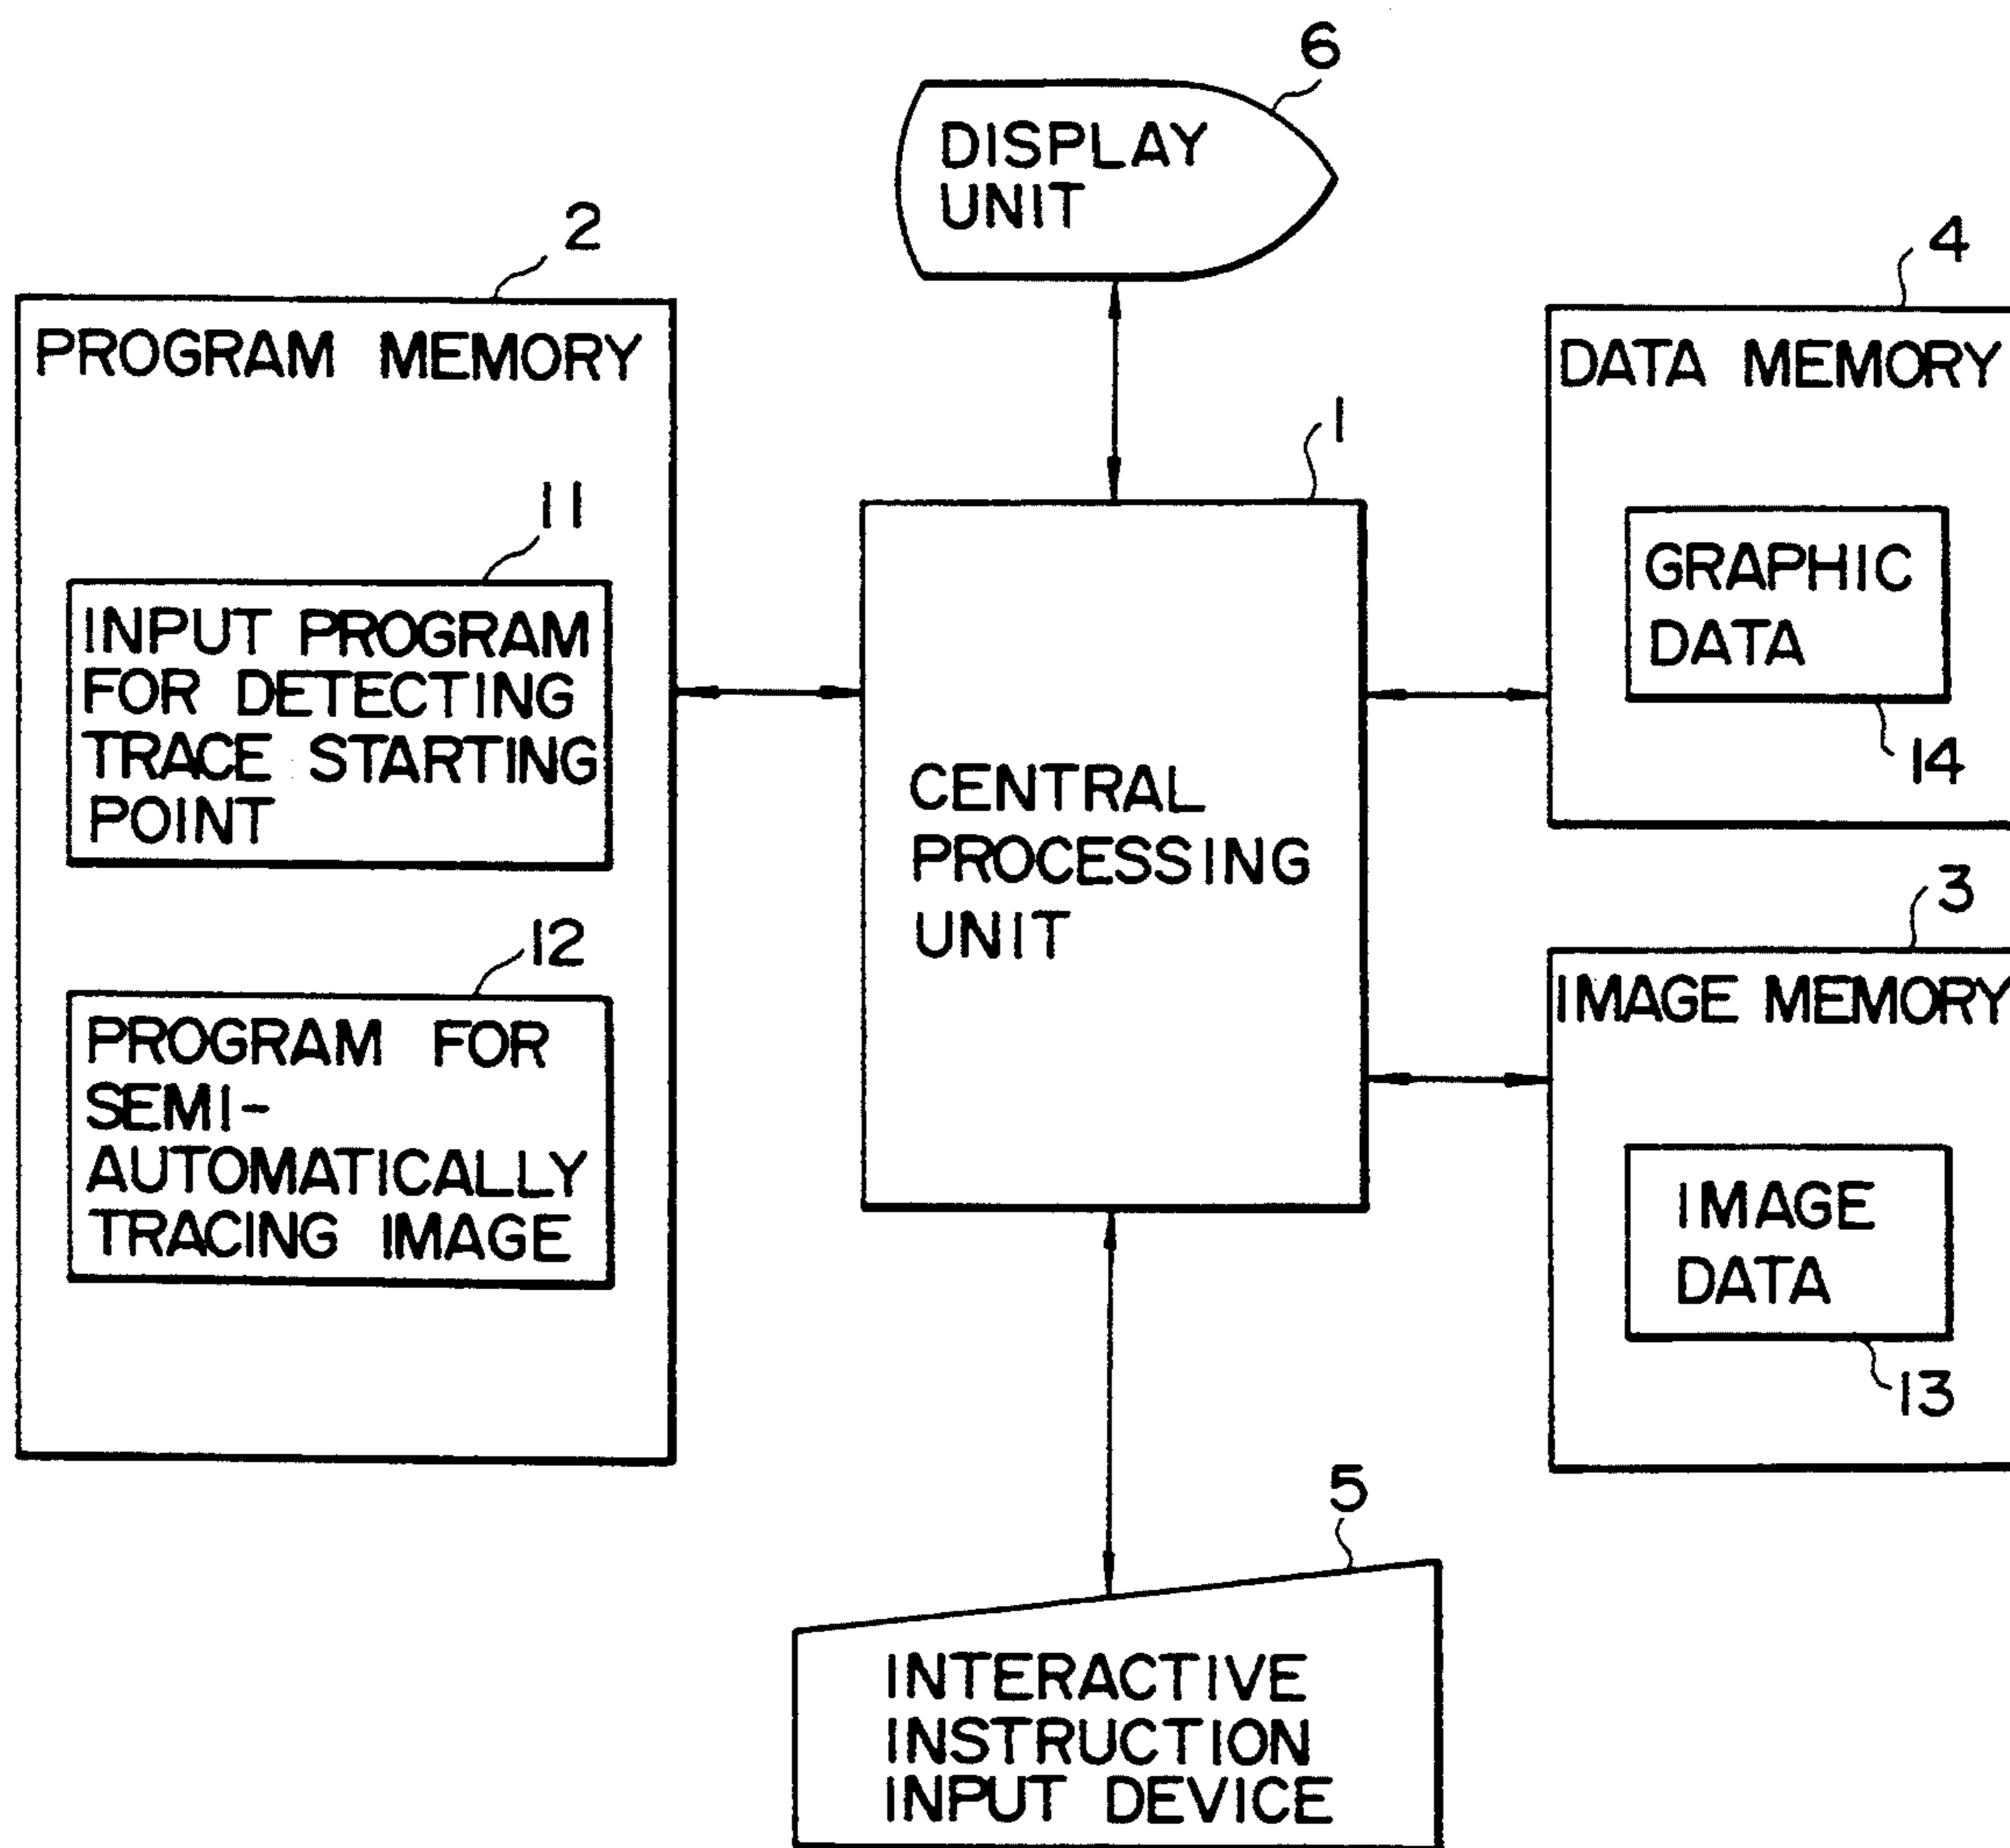 6
DISPLAY
UNIT
2
PROGRAM MEMORY
11
INPUT PROGRAM
FOR DETECTING
TRACE STARTING
POINT
12
PROGRAM FOR
SEMI-
AUTOMATICALLY
TRACING IMAGE
1
CENTRAL
PROCESSING
UNIT
4
DATA MEMORY
GRAPHIC
DATA
14
3
IMAGE MEMORY
IMAGE
DATA
13
5
INTERACTIVE
INSTRUCTION
INPUT DEVICE